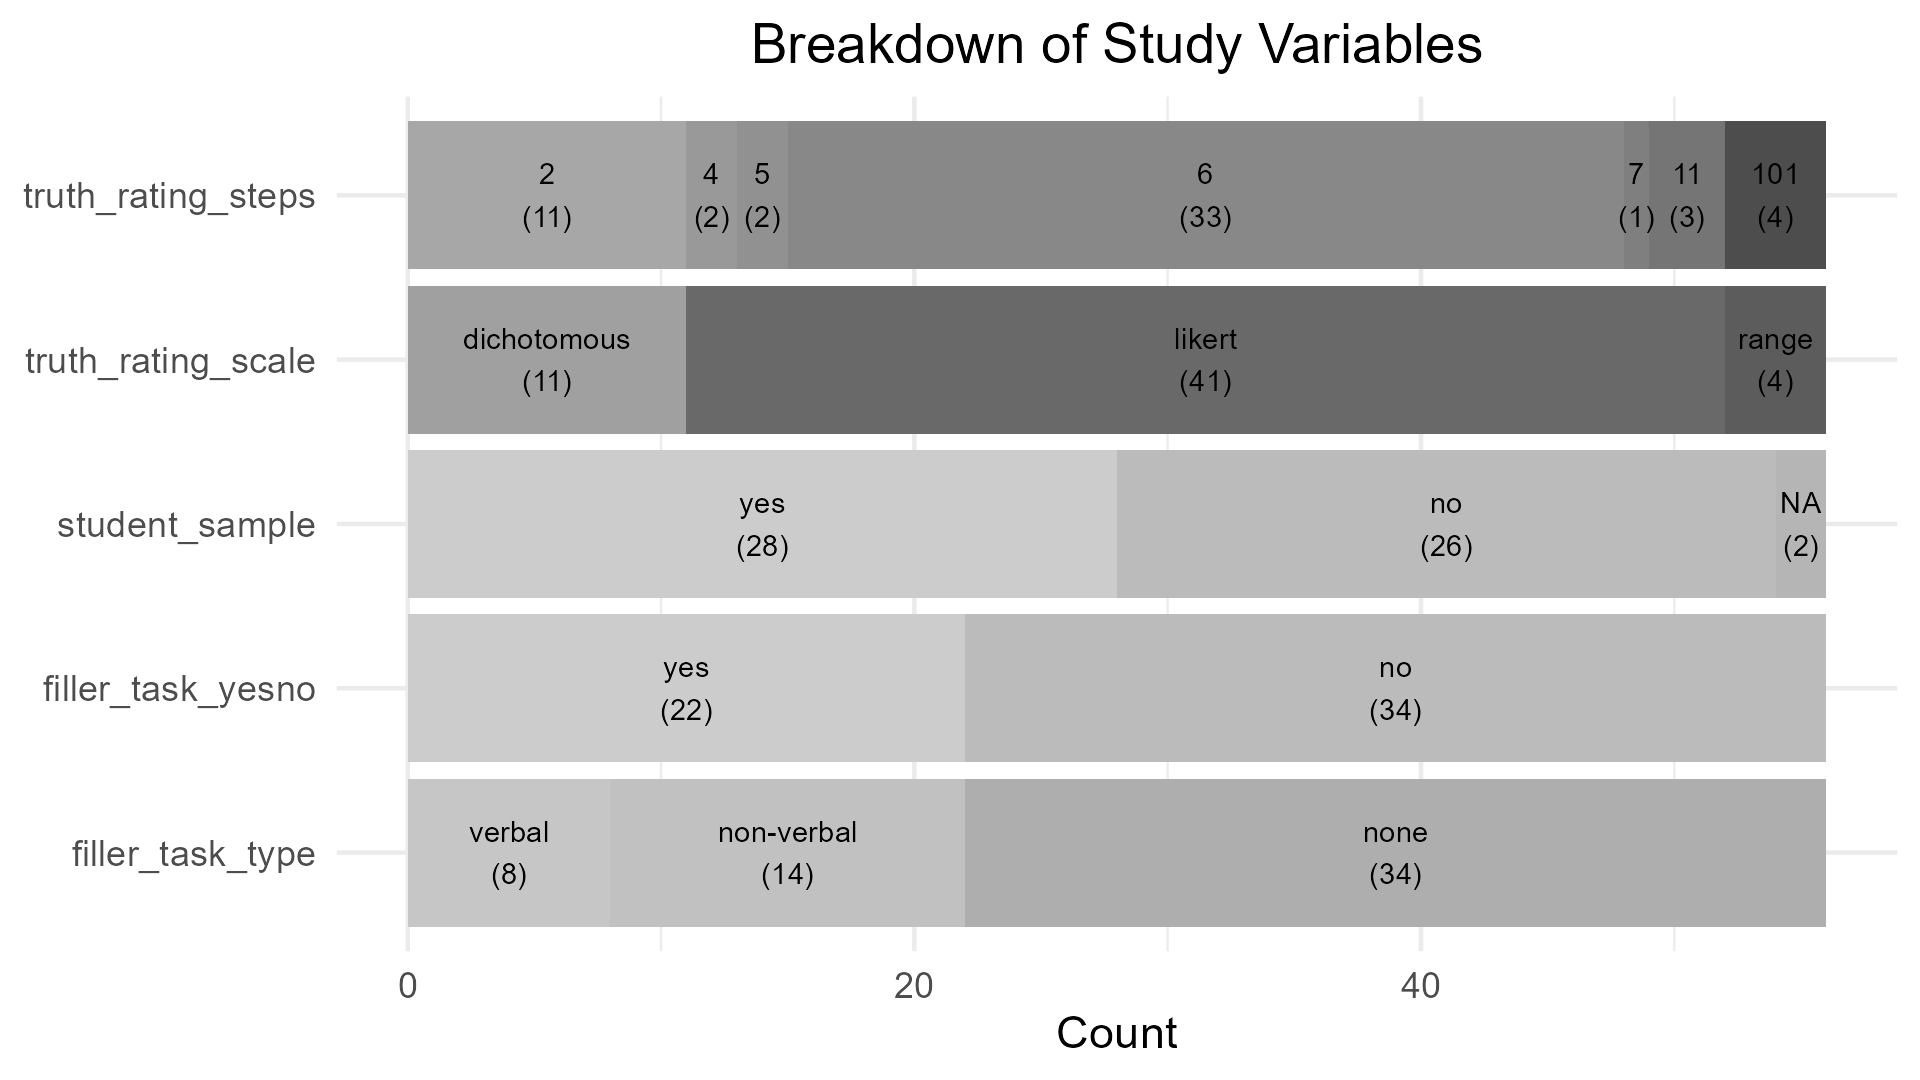 Breakdown of Study Variables
truth_rating_steps
2
(11)
4
(2)
5
(2)
6
(33)
7
(1)
11
(3)
101
(4)
truth_rating_scale
dichotomous
(11)
likert
(41)
range
(4)
student_sample
yes
(28)
no
(26)
NA
(2)
filler_task_yesno
yes
(22)
no
(34)
filler_task_type
verbal
(8)
non-verbal
(14)
none
(34)
0
20
40
Count